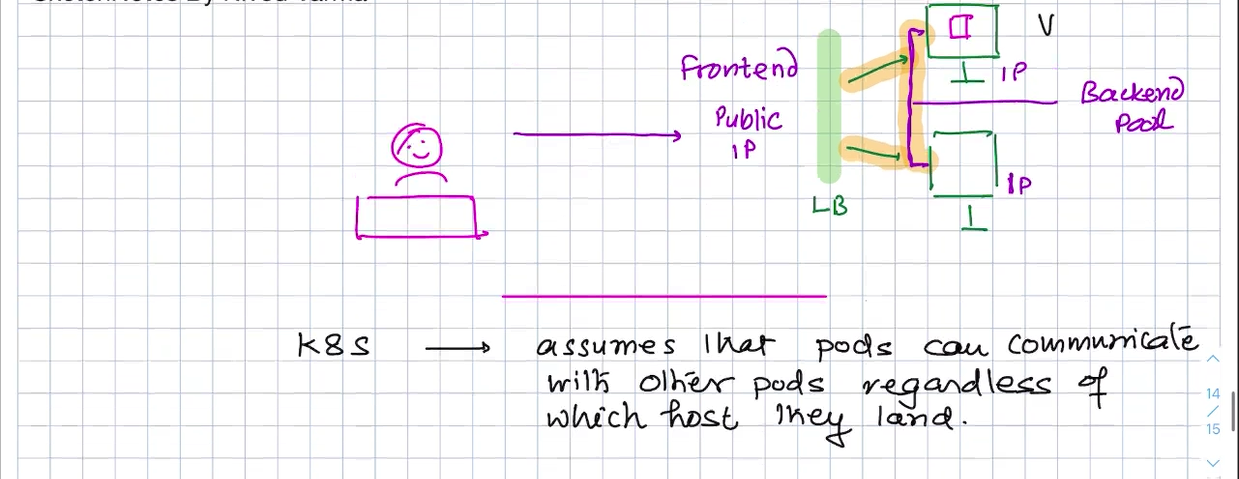 Frontend
Public
IP
LB
V
IP
Backend
Pool
IP
K8S → assumes that pods can communicate
with other pods regardless of
which host they land.
14
/
15